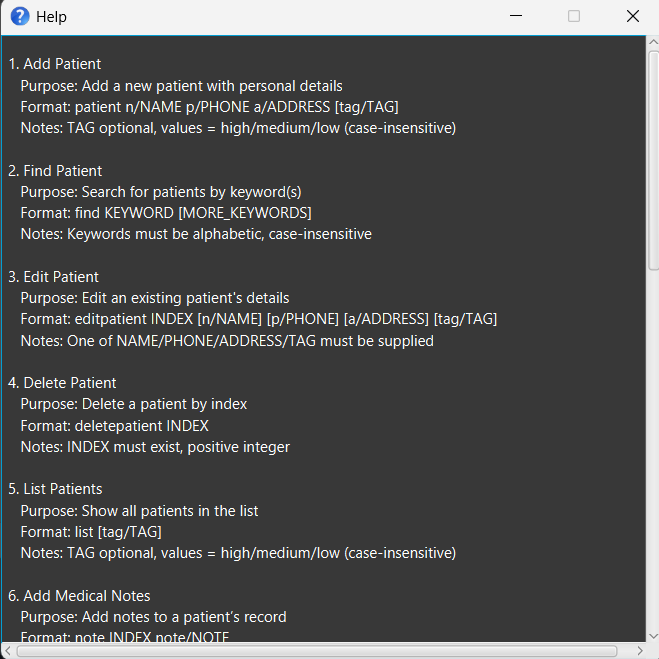 Help
1. Add Patient
Purpose: Add a new patient with personal details
Format: patient n/NAME p/PHONE a/ADDRESS [tag/TAG]
Notes: TAG optional, values = high/medium/low (case-insensitive)
2. Find Patient
Purpose: Search for patients by keyword(s)
Format: find KEYWORD [MORE_KEYWORDS]
Notes: Keywords must be alphabetic, case-insensitive
3. Edit Patient
Purpose: Edit an existing patient's details
Format: editpatient INDEX [n/NAME] [p/PHONE] [a/ADDRESS] [tag/TAG]
Notes: One of NAME/PHONE/ADDRESS/TAG must be supplied
4. Delete Patient
Purpose: Delete a patient by index
Format: deletepatient INDEX
Notes: INDEX must exist, positive integer
5. List Patients
Purpose: Show all patients in the list
Format: list [tag/TAG]
Notes: TAG optional, values = high/medium/low (case-insensitive)
6. Add Medical Notes
Purpose: Add notes to a patient’s record
Format: note INDEX note/NOTE